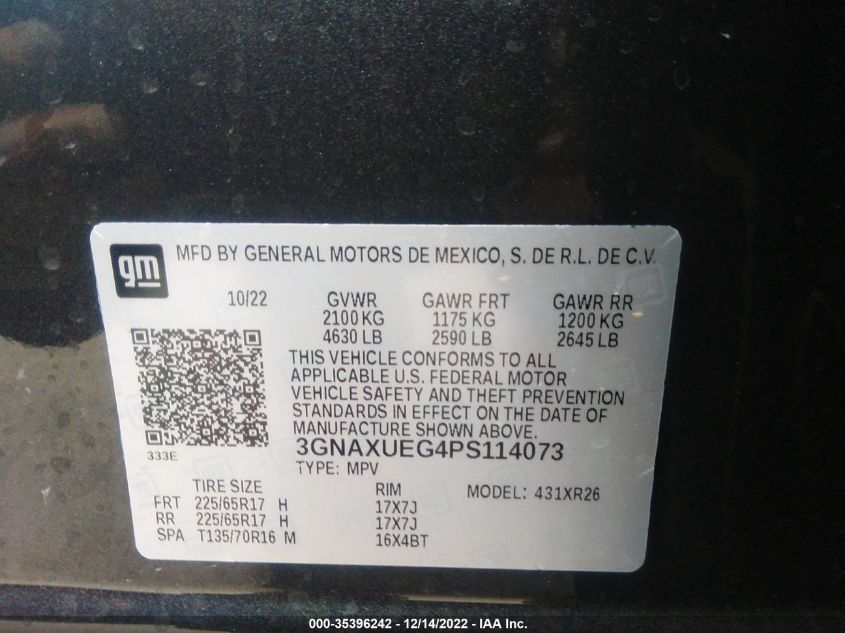 gm MFD BY GENERAL MOTORS DE MEXICO, S. DE R.L. DE C.V.
10/22 GVWR GAWR FRT GAWR RR
2100 KG 1175 KG 1200 KG
4630 LB 2590 LB 2645 LB
THIS VEHICLE CONFORMS TO ALL
APPLICABLE U.S. FEDERAL MOTOR
VEHICLE SAFETY AND THEFT PREVENTION
STANDARDS IN EFFECT ON THE DATE OF
MANUFACTURE SHOWN ABOVE.
333E
3GNAXUEG4PS114073
TYPE: MPV
TIRE SIZE RIM MODEL: 431XR26
FRT 225/65R17 H 17X7J
RR 225/65R17 H 17X7J
SPA T135/70R16 M 16X4BT
000-35396242 - 12/14/2022 - IAA Inc.